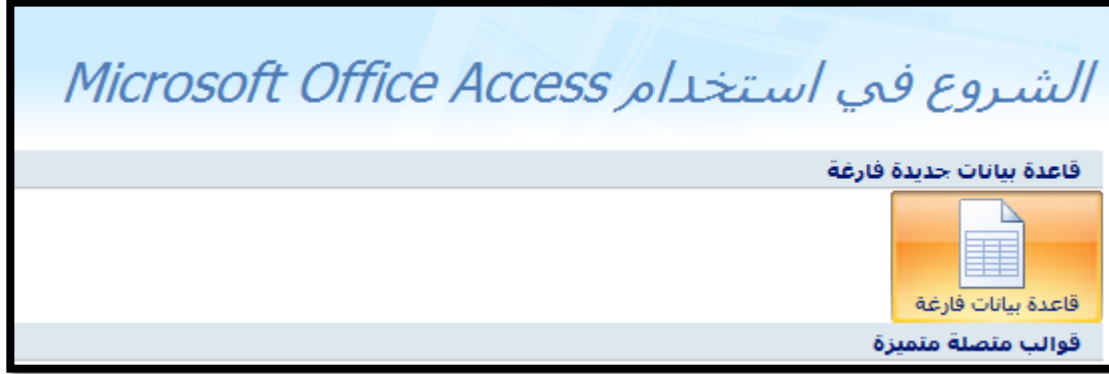 الشروع في استخدام Microsoft Office Access
قاعدة بيانات جديدة فارغة
قاعدة بيانات فارغة
قوالب متصلة متميزة